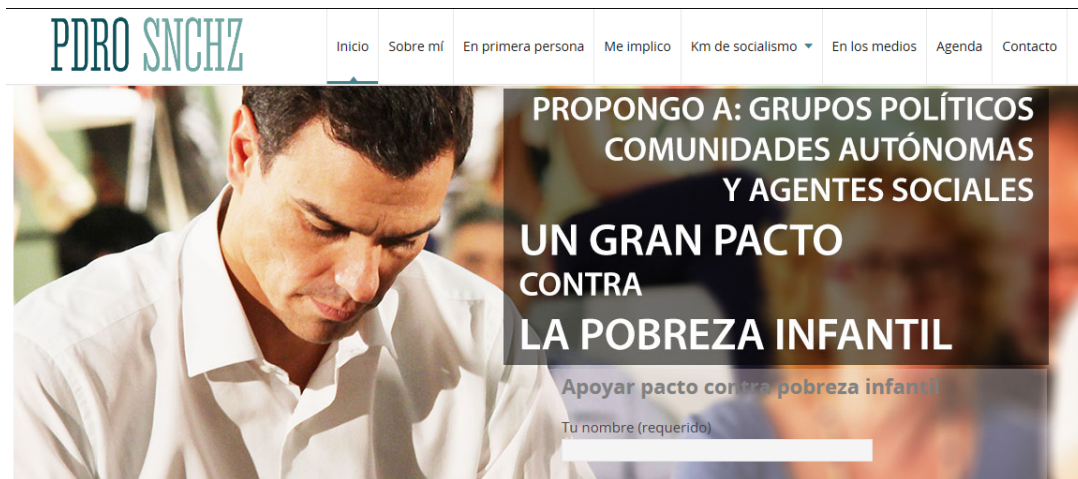 PDRO SNCHZ
Inicio Sobre mí En primera persona Me implico Km de socialismo En los medios Agenda Contacto
PROPONGO A: GRUPOS POLÍTICOS
COMUNIDADES AUTÓNOMAS
Y AGENTES SOCIALES
UN GRAN PACTO
CONTRA
LA POBREZA INFANTIL
Apoyar pacto contra pobreza infantil
Tu nombre (requerido)